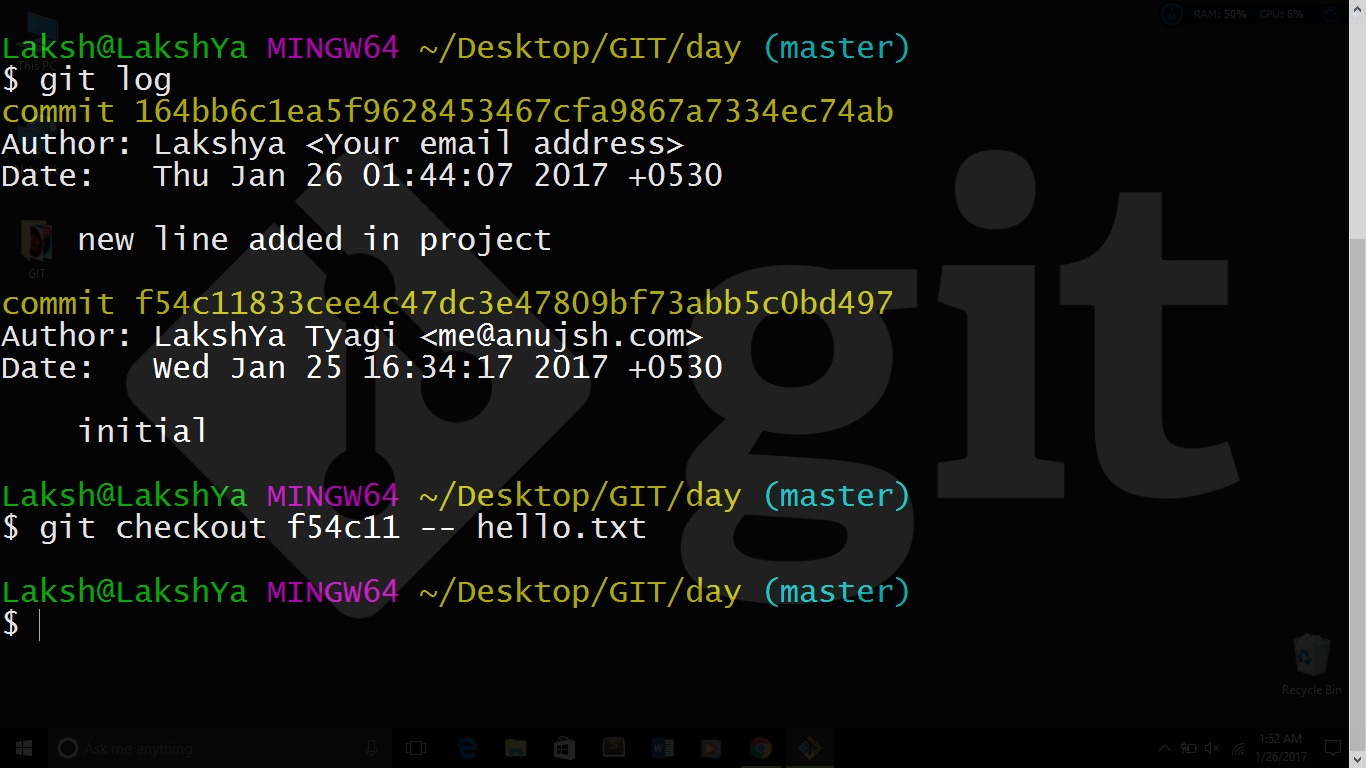 RAM: 50% CPU: 8%
Laksh@LakshYa MINGW64 ~/Desktop/GIT/day (master)
This PC
$ git log
commit 164bb6c1ea5f9628453467cfa9867a7334ec74ab
Author: Lakshya <Your email address>
Date:   Thu Jan 26 01:44:07 2017 +0530
new line added in project
GIT
commit f54c11833cee4c47dc3e47809bf73abb5c0bd497
Author: LakshYa Tyagi <me@anujsh.com>
Date:   Wed Jan 25 16:34:17 2017 +0530
initial
git
Laksh@LakshYa MINGW64 ~/Desktop/GIT/day (master)
$ git checkout f54c11 -- hello.txt
Laksh@LakshYa MINGW64 ~/Desktop/GIT/day (master)
$
Recycle Bin
Ask me anything
1:52 AM
1/26/2017